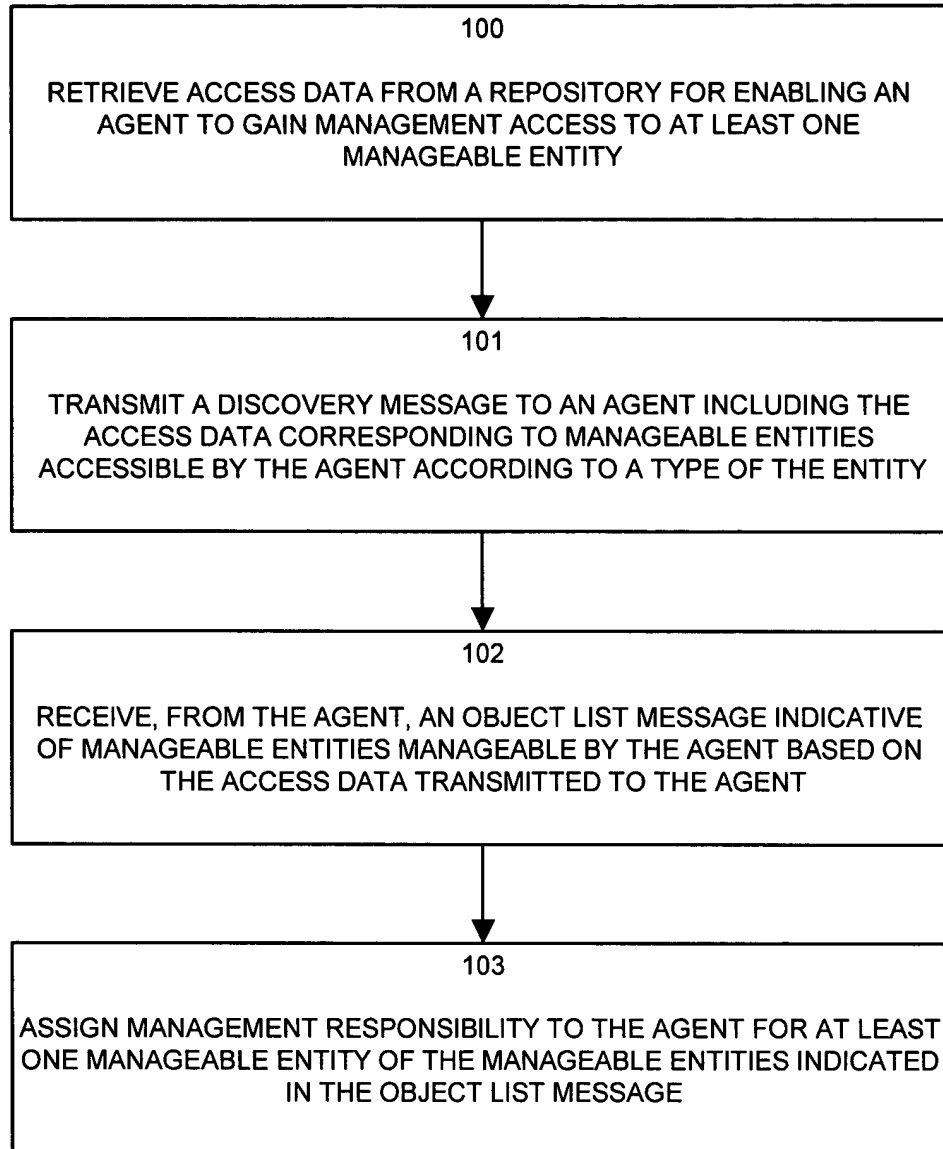 100
RETRIEVE ACCESS DATA FROM A REPOSITORY FOR ENABLING AN
AGENT TO GAIN MANAGEMENT ACCESS TO AT LEAST ONE
MANAGEABLE ENTITY
101
TRANSMIT A DISCOVERY MESSAGE TO AN AGENT INCLUDING THE
ACCESS DATA CORRESPONDING TO MANAGEABLE ENTITIES
ACCESSIBLE BY THE AGENT ACCORDING TO A TYPE OF THE ENTITY
102
RECEIVE, FROM THE AGENT, AN OBJECT LIST MESSAGE INDICATIVE
OF MANAGEABLE ENTITIES MANAGEABLE BY THE AGENT BASED ON
THE ACCESS DATA TRANSMITTED TO THE AGENT
103
ASSIGN MANAGEMENT RESPONSIBILITY TO THE AGENT FOR AT LEAST
ONE MANAGEABLE ENTITY OF THE MANAGEABLE ENTITIES INDICATED
IN THE OBJECT LIST MESSAGE